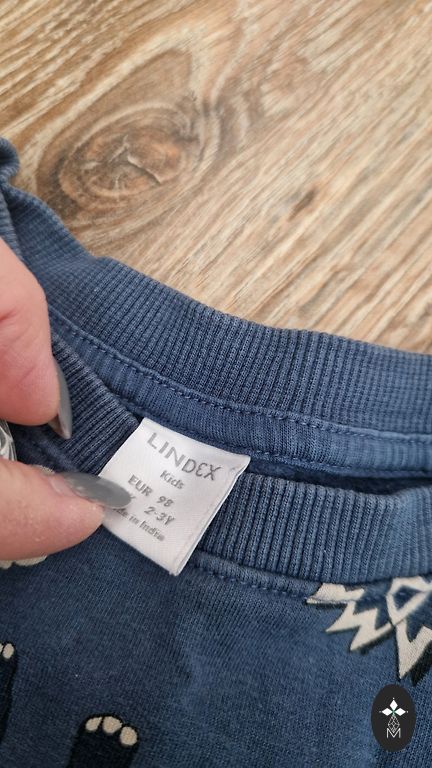 LINDEX
Kids
EUR 98
2-3Y
in India